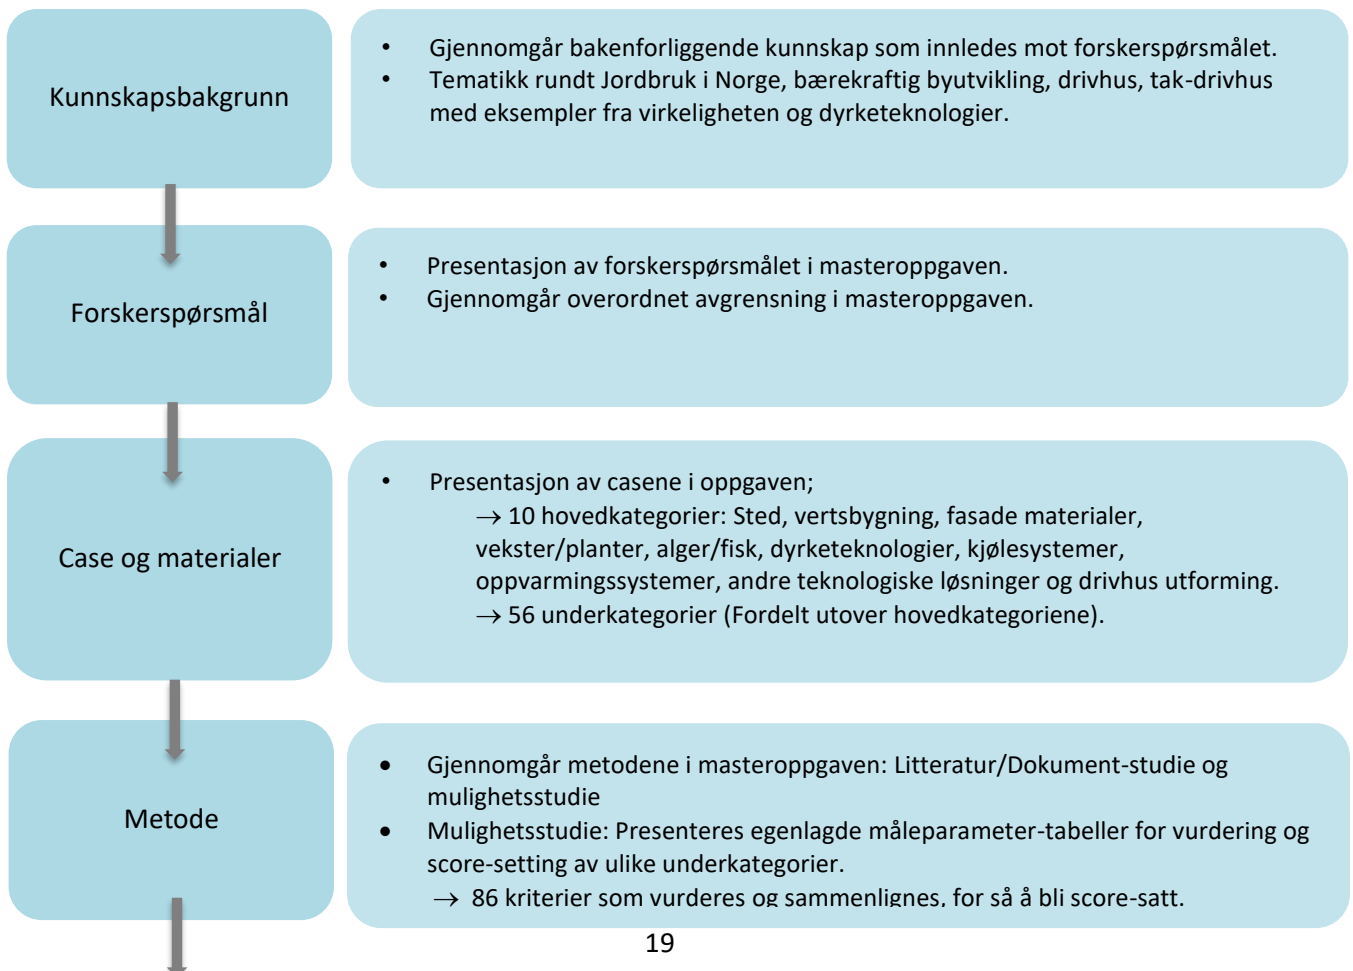 Kunnskapsbakgrunn
• Gjennomgår bakenforliggende kunnskap som innledes mot forskerspørsmålet.
• Tematikk rundt Jordbruk i Norge, bærekraftig byutvikling, drivhus, tak-drivhus
med eksempler fra virkeligheten og dyrketeknologier.
Forskerspørsmål
• Presentasjon av forskerspørsmålet i masteroppgaven.
• Gjennomgår overordnet avgrensning i masteroppgaven.
Case og materialer
• Presentasjon av casene i oppgaven;
→ 10 hovedkategorier: Sted, vertsbygning, fasade materialer,
vekster/planter, alger/fisk, dyrketeknologier, kjølesystemer,
oppvarmingssystemer, andre teknologiske løsninger og drivhus utforming.
→ 56 underkategorier (Fordelt utover hovedkategoriene).
Metode
• Gjennomgår metodene i masteroppgaven: Litteratur/Dokument-studie og
mulighetsstudie
• Mulighetsstudie: Presenteres egenlagde måleparameter-tabeller for vurdering og
score-setting av ulike underkategorier.
→ 86 kriterier som vurderes og sammenlignes, for så å bli score-satt.
19